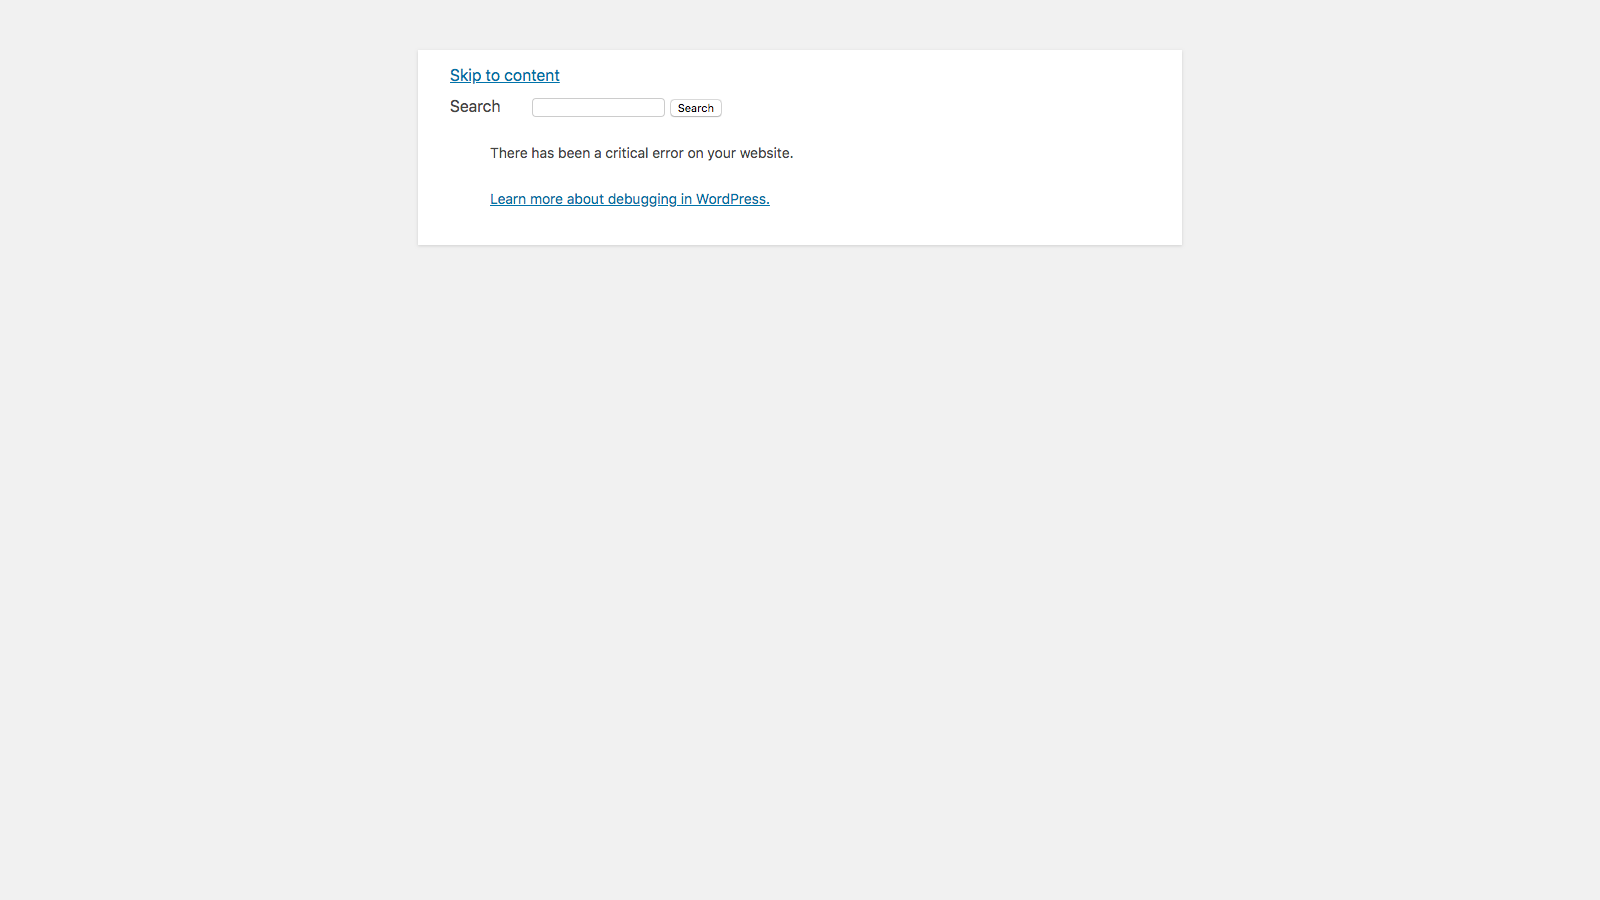 Skip to content
Search Search
There has been a critical error on your website.
Learn more about debugging in WordPress.